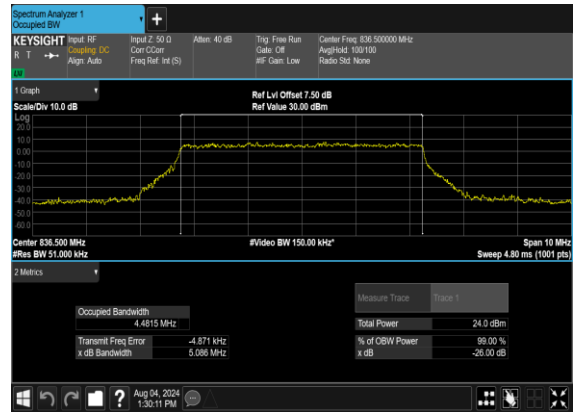 Spectrum Analyzer 1
Occupied BW
+
KEYSIGHT
R T
LU
Input: RF
Coupling: DC
Align: Auto
Input Z: 50 Ω
Corr CCorr
Freq Ref: Int (S)
Atten: 40 dB
Trig: Free Run
Gate: Off
#IF Gain: Low
Center Freq: 836.500000 MHz
Avg|Hold: 100/100
Radio Std: None
1 Graph
Scale/Div 10.0 dB
Ref Lvl Offset 7.50 dB
Ref Value 30.00 dBm
Log
20.0
10.0
0.00
-10.0
-20.0
-30.0
-40.0
-50.0
-60.0
Center 836.500 MHz
#Res BW 51.000 kHz
#Video BW 150.00 kHz*
Span 10 MHz
Sweep 4.80 ms (1001 pts)
2 Metrics
Occupied Bandwidth
4.4815 MHz
Transmit Freq Error -4.871 kHz
x dB Bandwidth 5.086 MHz
Measure Trace Trace 1
Total Power 24.0 dBm
% of OBW Power 99.00 %
x dB -26.00 dB
?
Aug 04, 2024
1:30:11 PM